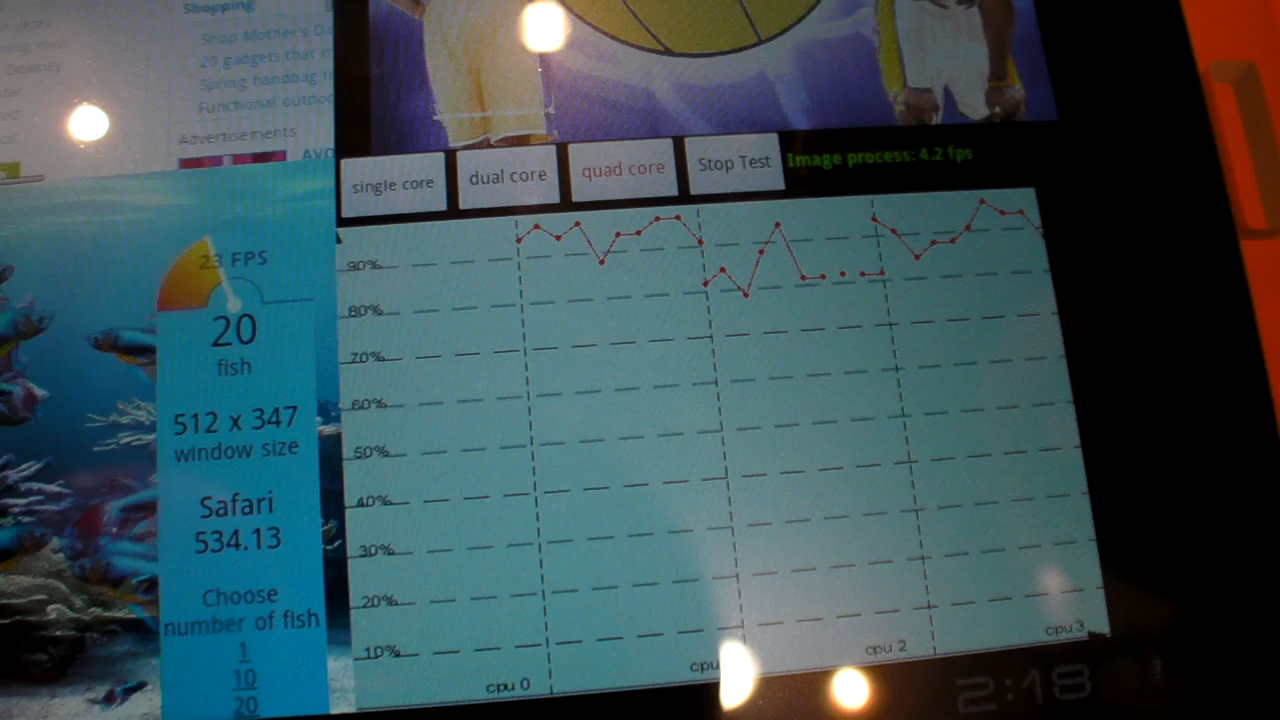 Shopping
Shop Mother's Da
20 gadgets that m
Spring handbag
Functional outdoo
Advertisements
AVO
Downey
single core
dual core
quad core
Stop Test
Image process: 4.2 fps
23 FPS
20
fish
512 x 347
window size
Safari
534.13
Choose
number of fish
1
10
20
90%
80%
70%
60%
50%
40%
30%
20%
10%
cpu 0
cpu
cpu 2
cpu 3
2:18